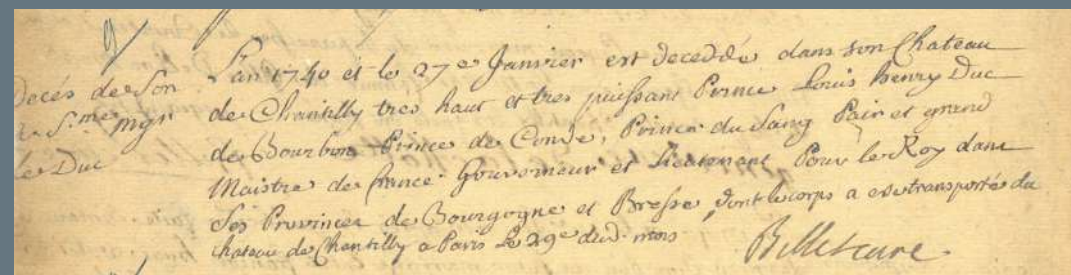 9
Decés de Son
A. S.me mgr
le Duc
L'an 1740 et le 27e Janvier est deceddé dans son Chateau
de Chantilly tres haut et tres puissant Prince Louis henry Duc
de Bourbon Prince de Condé, Prince du Sang Pair et grand
Maistre de france. Gouverneur et Lieutenant Pour le Roy dans
Ses Provinces de Bourgogne et Bresse, dont le corps a este transporté du
chateau de Chantilly a Paris Le 29e dud. mois